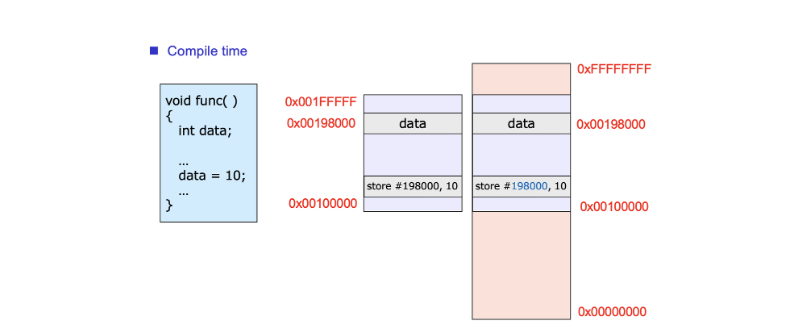 Compile time
void func( )
{
int data;
...
data = 10;
...
}
0x001FFFFF
0x00198000
data
store #198000, 10
0x00100000
0xFFFFFFFF
data
0x00198000
store #198000, 10
0x00100000
0x00000000